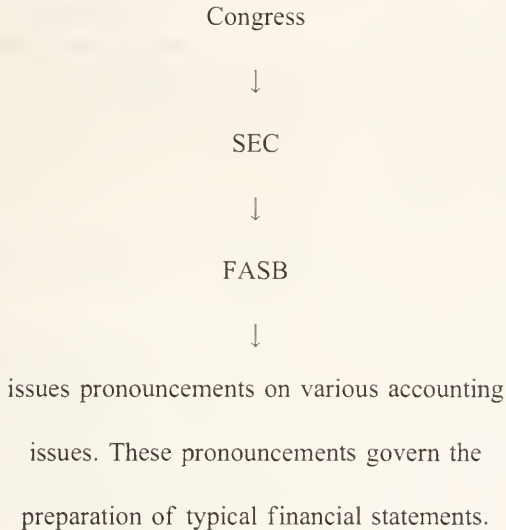 Congress
↓
SEC
↓
FASB
↓
issues pronouncements on various accounting
issues. These pronouncements govern the
preparation of typical financial statements.